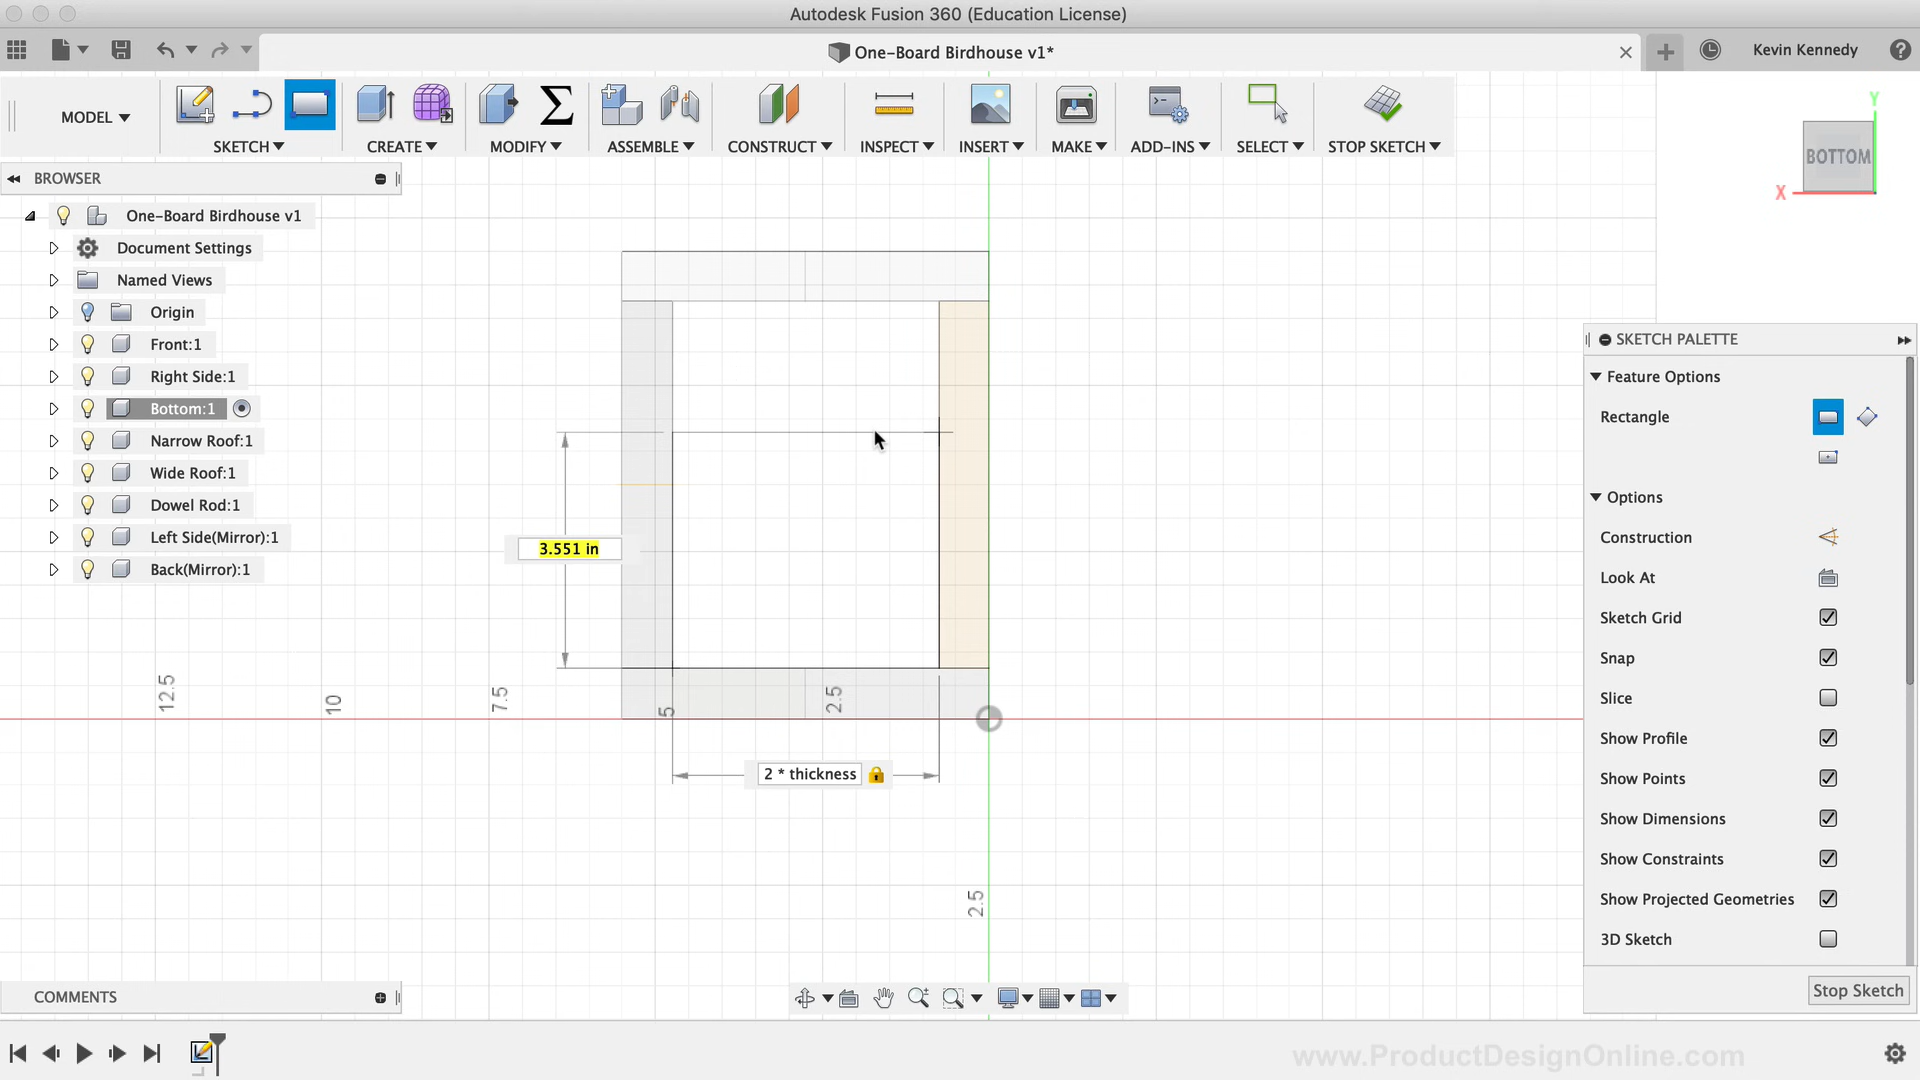 Autodesk Fusion 360 (Education License)
One-Board Birdhouse v1*
Kevin Kennedy
MODEL
SKETCH
CREATE
MODIFY
ASSEMBLE
CONSTRUCT
INSPECT
INSERT
MAKE
ADD-INS
SELECT
STOP SKETCH
BROWSER
One-Board Birdhouse v1
Document Settings
Named Views
Origin
Front:1
Right Side:1
Bottom:1
Narrow Roof:1
Wide Roof:1
Dowel Rod:1
Left Side(Mirror):1
Back(Mirror):1
Y
BOTTOM
X
3.551 in
12.5
10
7.5
5
2.5
2 * thickness
2.5
SKETCH PALETTE
Feature Options
Rectangle
Options
Construction
Look At
Sketch Grid
Snap
Slice
Show Profile
Show Points
Show Dimensions
Show Constraints
Show Projected Geometries
3D Sketch
Stop Sketch
COMMENTS
www.ProductDesignOnline.com